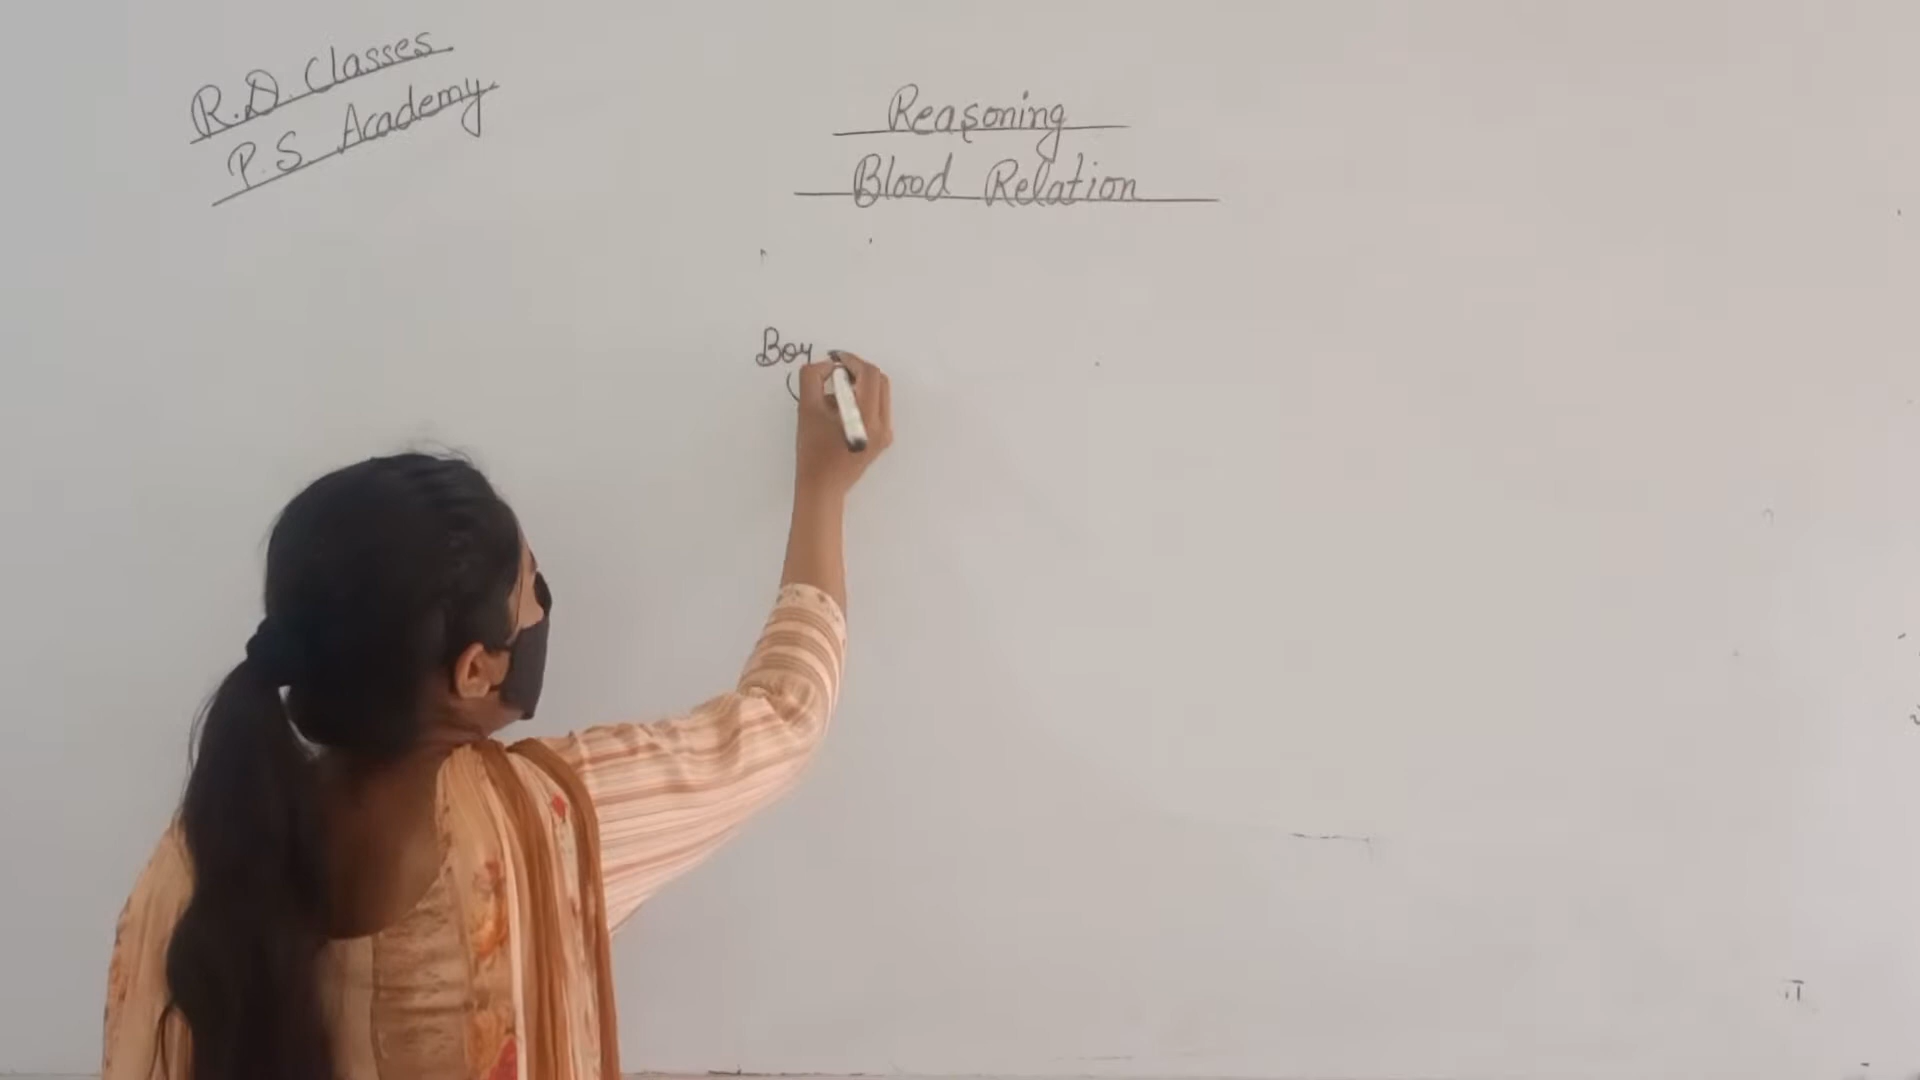 R.D. Classes
P.S. Academy
Reasoning
Blood Relation
Boy